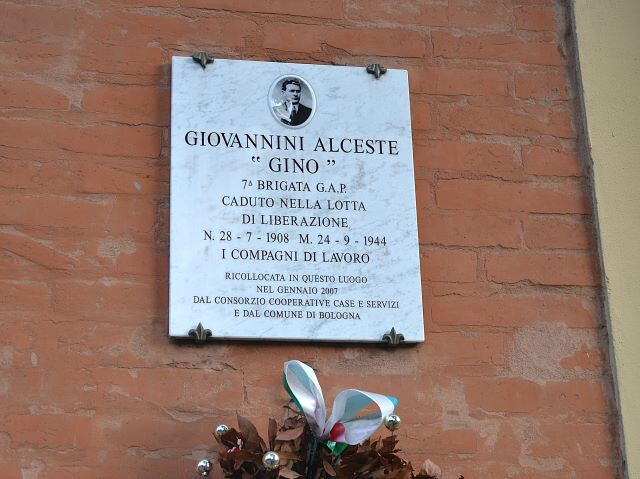 GIOVANNINI ALCESTE
“ GINO ”
7ª BRIGATA G.A.P.
CADUTO NELLA LOTTA
DI LIBERAZIONE
N. 28 - 7 - 1908 M. 24 - 9 - 1944
I COMPAGNI DI LAVORO
RICOLLOCATA IN QUESTO LUOGO
NEL GENNAIO 2007
DAL CONSORZIO COOPERATIVE CASE E SERVIZI
E DAL COMUNE DI BOLOGNA